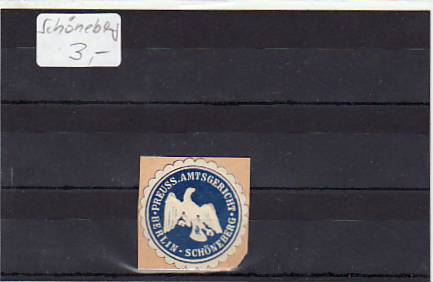 Schöneberg
3,-
PREUSS. AMTSGERICHT
BERLIN - SCHÖNEBERG